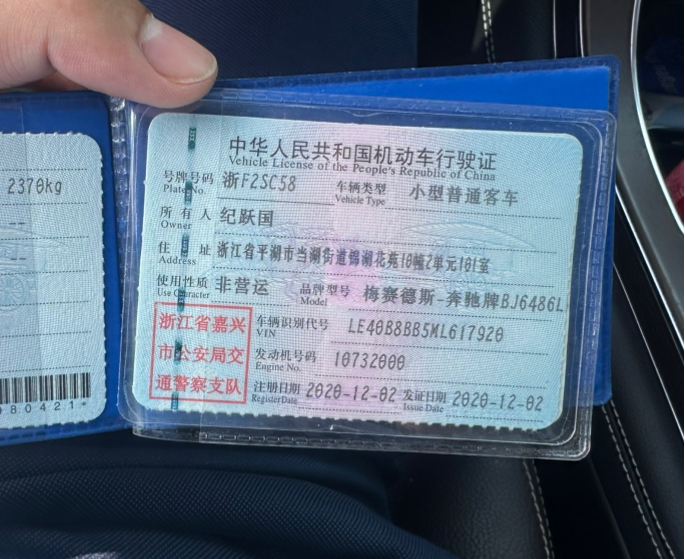 2370kg
80421*
中华人民共和国机动车行驶证
Vehicle License of the People's Republic of China
号牌号码 浙F2SC58 车辆类型 小型普通客车
Plate No. Vehicle Type
所有人 纪跃国
Owner
住址 浙江省平湖市当湖街道锦湖花苑10幢2单元101室
Address
使用性质 非营运 品牌型号 梅赛德斯-奔驰牌BJ6486L
Use Character Model
浙江省嘉兴
市公安局交
通警察支队
车辆识别代号 LE40B8BB5ML617920
VIN
发动机号码 10732000
Engine No.
注册日期 2020-12-02 发证日期 2020-12-02
Register Date Issue Date